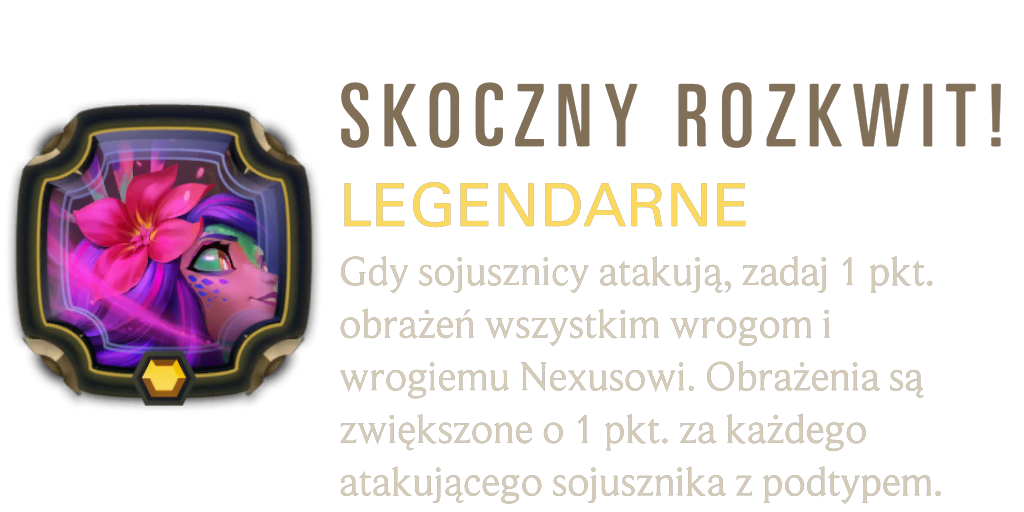 SKOCZNY ROZKWIT!
LEGENDARNE
Gdy sojusznicy atakują, zadaj 1 pkt.
obrażeń wszystkim wrogom i
wrogiemu Nexusowi. Obrażenia są
zwiększone o 1 pkt. za każdego
atakującego sojusznika z podtypem.